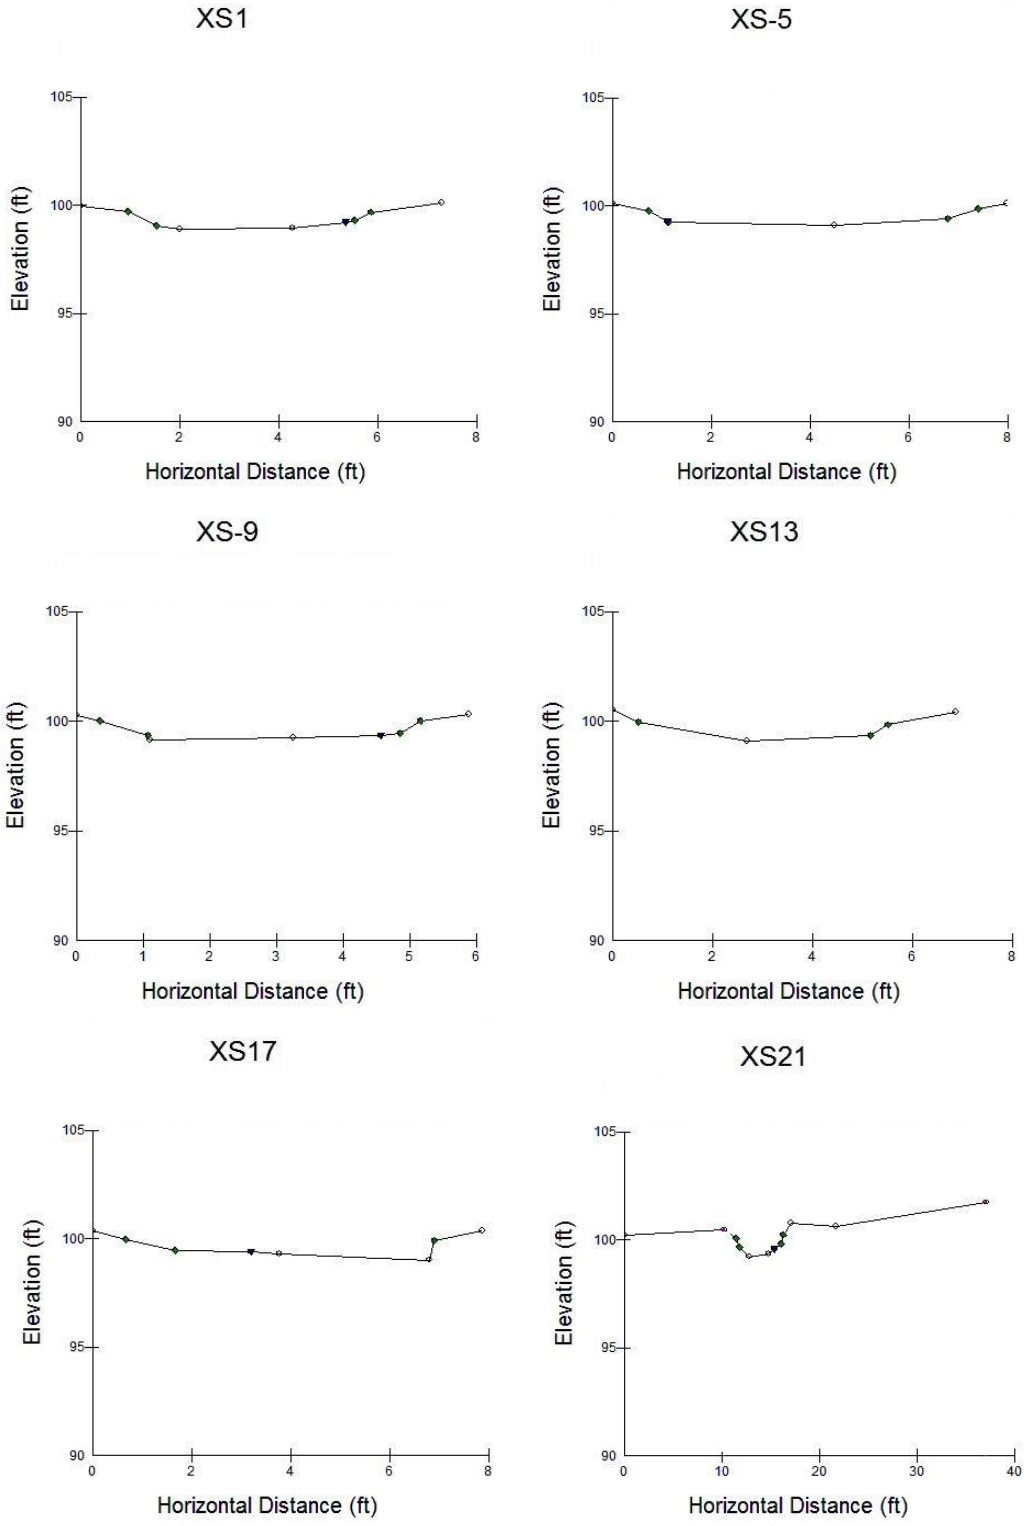 XS1
XS-5
105
100
95
90
Elevation (ft)
0 2 4 6 8
Horizontal Distance (ft)
105
100
95
90
Elevation (ft)
0 2 4 6 8
Horizontal Distance (ft)
XS-9
XS13
105
100
95
90
Elevation (ft)
0 1 2 3 4 5 6
Horizontal Distance (ft)
105
100
95
90
Elevation (ft)
0 2 4 6 8
Horizontal Distance (ft)
XS17
XS21
105
100
95
90
Elevation (ft)
0 2 4 6 8
Horizontal Distance (ft)
105
100
95
90
Elevation (ft)
0 10 20 30 40
Horizontal Distance (ft)